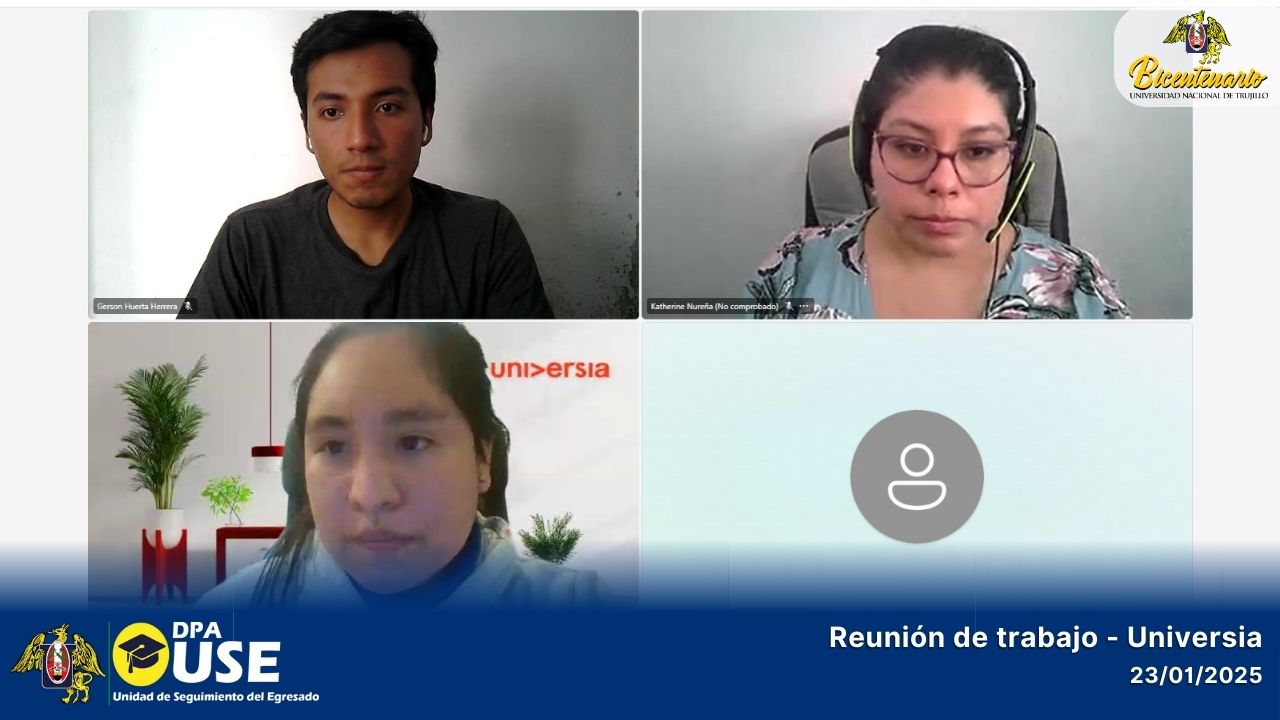 Bicentenario
UNIVERSIDAD NACIONAL DE TRUJILLO
Gerson Huerta Herrera
Katherine Nureña (No comprobado)
uni>ersia
DPA
USE
Unidad de Seguimiento del Egresado
Reunión de trabajo - Universia
23/01/2025